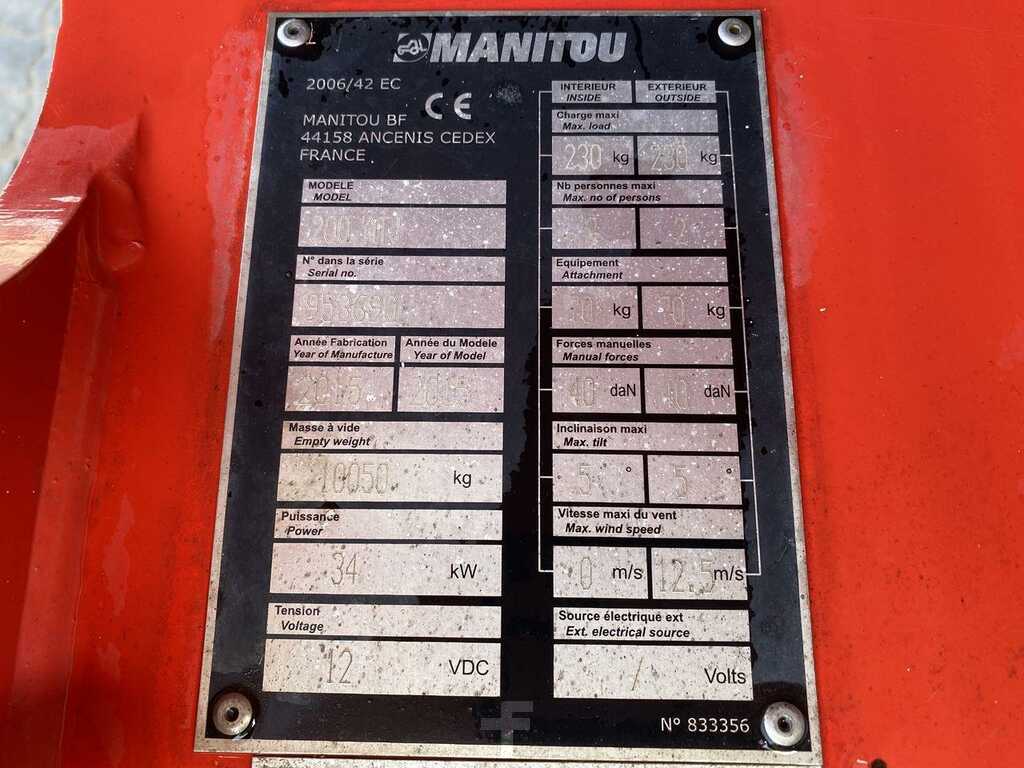 MANITOU
2006/42 EC
CE
MANITOU BF
44158 ANCENIS CEDEX
FRANCE
MODELE
MODEL
200
N° dans la série
Serial no.
Année Fabrication
Year of Manufacture
2015
Année du Modele
Year of Model
Masse à vide
Empty weight
10050 kg
Puissance
Power
34 kW
Tension
Voltage
12 VDC
INTERIEUR EXTERIEUR
INSIDE OUTSIDE
Charge maxi
Max. load
230 kg 230 kg
Nb personnes maxi
Max. no of persons
2 2
Equipement
Attachment
70 kg 70 kg
Forces manuelles
Manual forces
40 daN 40 daN
Inclinaison maxi
Max. tilt
5 ° 5 °
Vitesse maxi du vent
Max. wind speed
0 m/s 12.5 m/s
Source électrique ext
Ext. electrical source
/ Volts
N° 833356